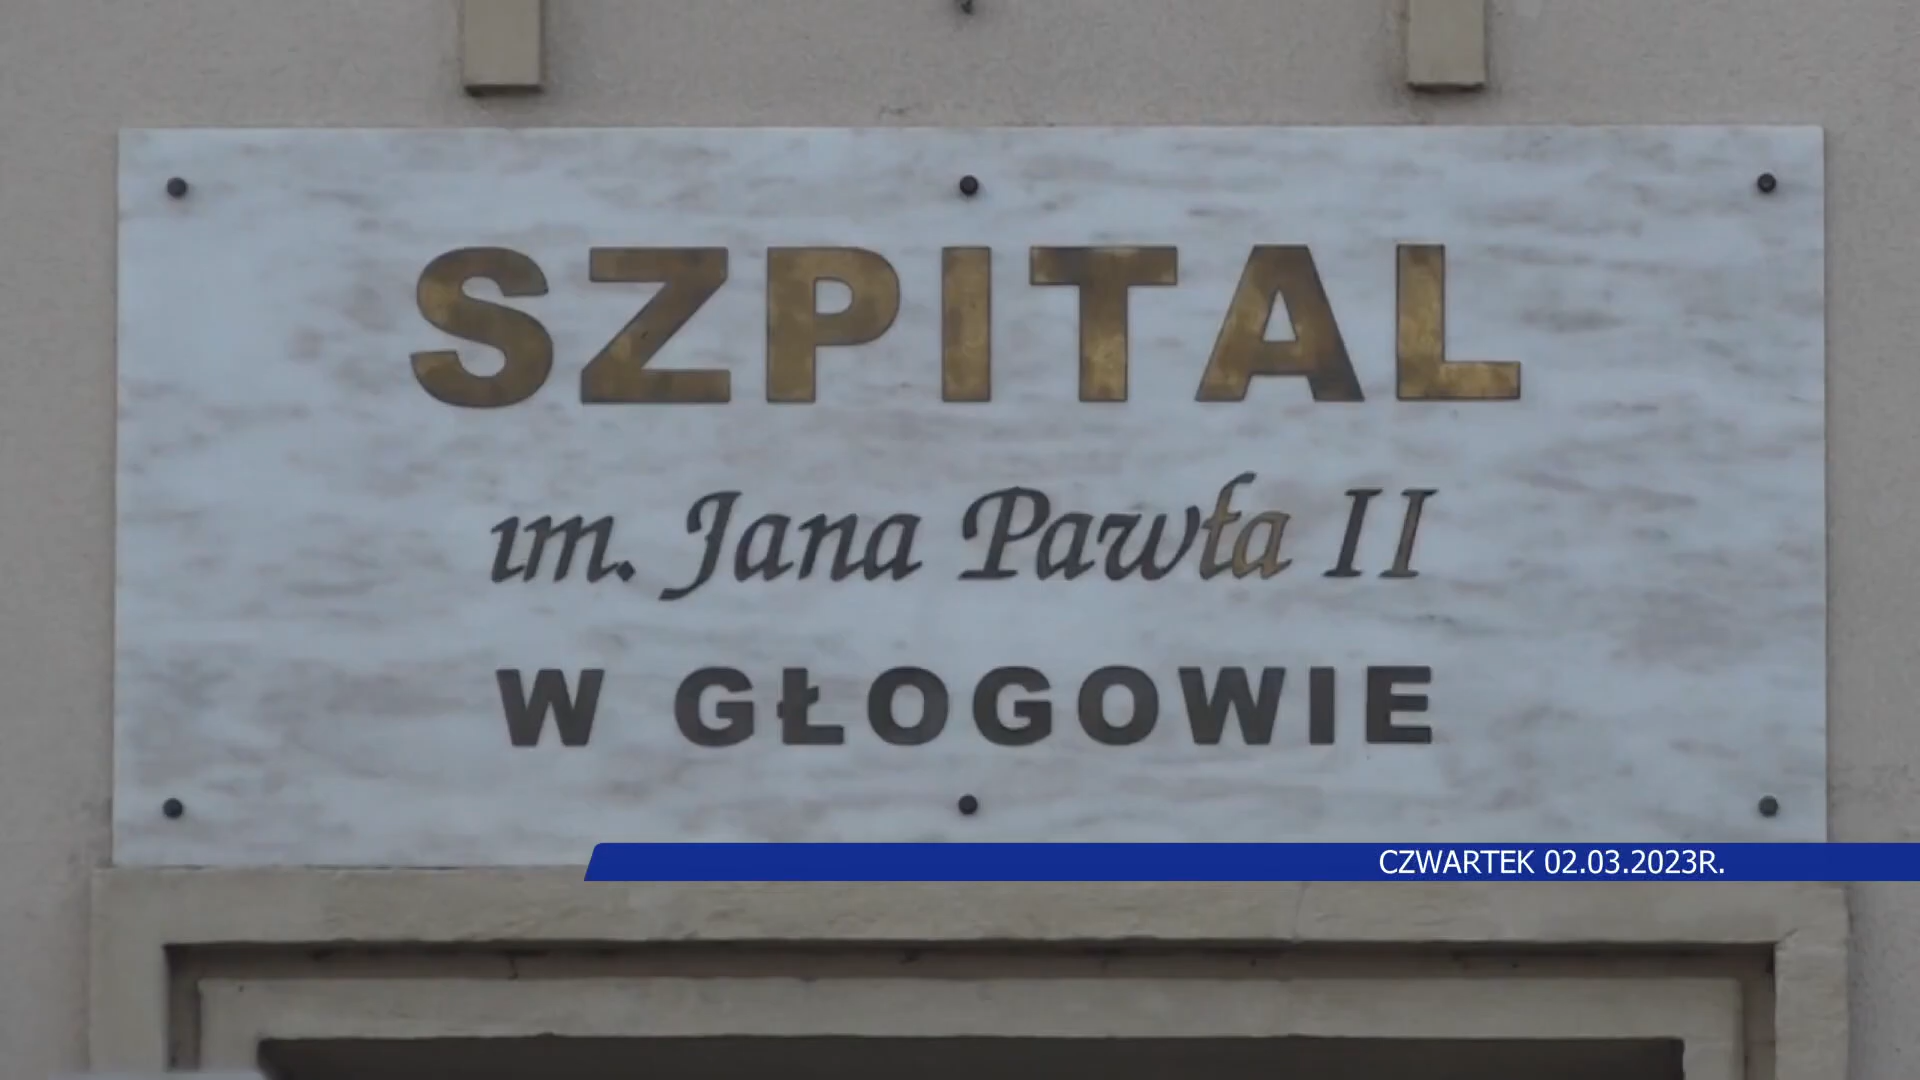 SZPITAL
im. Jana Pawła II
W GŁOGOWIE
CZWARTEK 02.03.2023R.